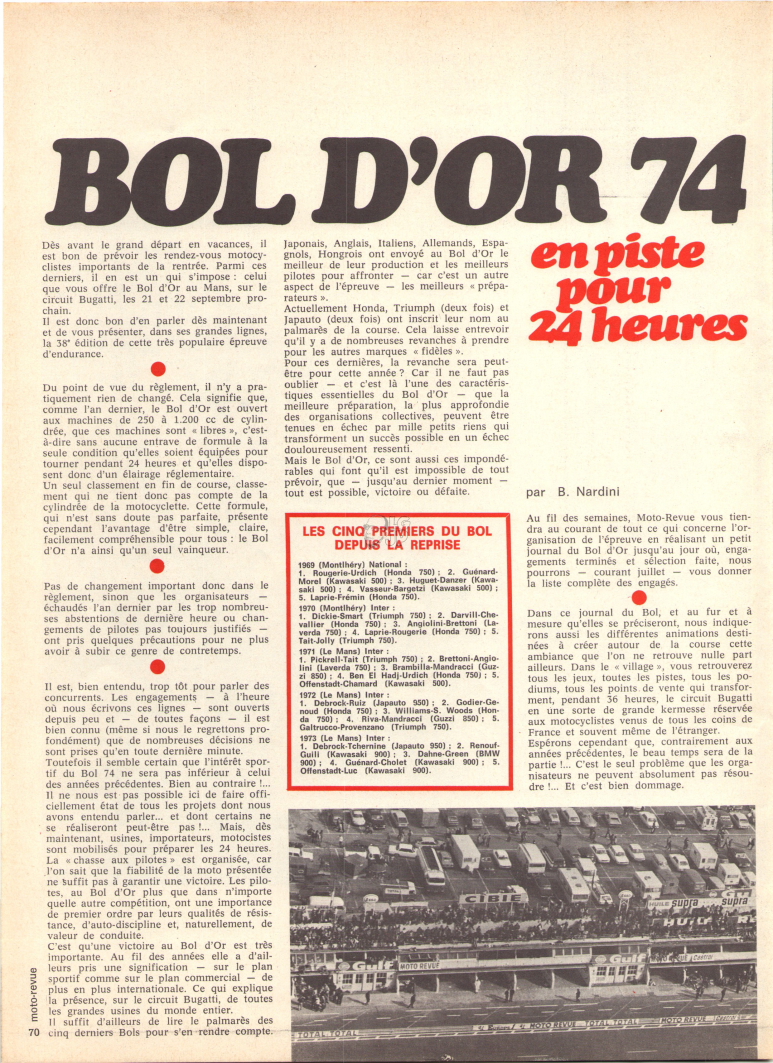 BOL D'OR 74
en piste
pour
24 heures
Dès avant le grand départ en vacances, il
est bon de prévoir les rendez-vous motocy-
clistes importants de la rentrée. Parmi ces
derniers, il en est un qui s'impose : celui
que vous offre le Bol d'Or au Mans, sur le
circuit Bugatti, les 21 et 22 septembre pro-
chain.
Il est donc bon d'en parler dès maintenant
et de vous présenter, dans ses grandes lignes,
la 38e édition de cette très populaire épreuve
d'endurance.
Du point de vue du règlement, il n'y a pra-
tiquement rien de changé. Cela signifie que,
comme l'an dernier, le Bol d'Or est ouvert
aux machines de 250 à 1.200 cc de cylin-
drée, que ces machines sont « libres », c'est-
à-dire sans aucune entrave de formule à la
seule condition qu'elles soient équipées pour
tourner pendant 24 heures et qu'elles dispo-
sent donc d'un élairage réglementaire.
Un seul classement en fin de course, classe-
ment qui ne tient donc pas compte de la
cylindrée de la motocyclette. Cette formule,
qui n'est sans doute pas parfaite, présente
cependant l'avantage d'être simple, claire,
facilement compréhensible pour tous : le Bol
d'Or n'a ainsi qu'un seul vainqueur.
Pas de changement important donc dans le
règlement, sinon que les organisateurs —
échaudés l'an dernier par les trop nombreu-
ses abstentions de dernière heure ou chan-
gements de pilotes pas toujours justifiés —
ont pris quelques précautions pour ne plus
avoir à subir ce genre de contretemps.
Il est, bien entendu, trop tôt pour parler des
concurrents. Les engagements — à l'heure
où nous écrivons ces lignes — sont ouverts
depuis peu et — de toutes façons — il est
bien connu (même si nous le regrettons pro-
fondément) que de nombreuses décisions ne
sont prises qu'en toute dernière minute.
Toutefois il semble certain que l'intérêt spor-
tif du Bol 74 ne sera pas inférieur à celui
des années précédentes. Bien au contraire !...
Il ne nous est pas possible ici de faire offi-
ciellement état de tous les projets dont nous
avons entendu parler... et dont certains ne
se réaliseront peut-être pas !... Mais, dès
maintenant, usines, importateurs, motocistes
sont mobilisés pour préparer les 24 heures.
La « chasse aux pilotes » est organisée, car
l'on sait que la fiabilité de la moto présentée
ne suffit pas à garantir une victoire. Les pilo-
tes, au Bol d'Or plus que dans n'importe
quelle autre compétition, ont une importance
de premier ordre par leurs qualités de résis-
tance, d'auto-discipline et, naturellement, de
valeur de conduite.
C'est qu'une victoire au Bol d'Or est très
importante. Au fil des années elle a d'ail-
leurs pris une signification — sur le plan
sportif comme sur le plan commercial — de
plus en plus internationale. Ce qui explique
la présence, sur le circuit Bugatti, de toutes
les grandes usines du monde entier.
Il suffit d'ailleurs de lire le palmarès des
cinq derniers Bols pour s'en rendre compte.
Japonais, Anglais, Italiens, Allemands, Espa-
gnols, Hongrois ont envoyé au Bol d'Or le
meilleur de leur production et les meilleurs
pilotes pour affronter — car c'est un autre
aspect de l'épreuve — les meilleurs « prépa-
rateurs ».
Actuellement Honda, Triumph (deux fois) et
Japauto (deux fois) ont inscrit leur nom au
palmarès de la course. Cela laisse entrevoir
qu'il y a de nombreuses revanches à prendre
pour les autres marques « fidèles ».
Pour ces dernières, la revanche sera peut-
être pour cette année ? Car il ne faut pas
oublier — et c'est là l'une des caractéris-
tiques essentielles du Bol d'Or — que la
meilleure préparation, la plus approfondie
des organisations collectives, peuvent être
tenues en échec par mille petits riens qui
transforment un succès possible en un échec
douloureusement ressenti.
Mais le Bol d'Or, ce sont aussi ces impondé-
rables qui font qu'il est impossible de tout
prévoir, que — jusqu'au dernier moment —
tout est possible, victoire ou défaite.
LES CINQ PREMIERS DU BOL
DEPUIS LA REPRISE
1969 (Montlhéry) National :
1. Rougerie-Urdich (Honda 750) ; 2. Guénard-
Morel (Kawasaki 500) ; 3. Huguet-Danzer (Kawa-
saki 500) ; 4. Vasseur-Bargetzi (Kawasaki 500) ;
5. Laprie-Frémin (Honda 750).
1970 (Montlhéry) Inter :
1. Dickie-Smart (Triumph 750) ; 2. Darvill-Che-
vallier (Honda 750) ; 3. Angiolini-Brettoni (La-
verda 750) ; 4. Laprie-Rougerie (Honda 750) ; 5.
Tait-Jolly (Triumph 750).
1971 (Le Mans) Inter :
1. Pickrell-Tait (Triumph 750) ; 2. Brettoni-Angio-
lini (Laverda 750) ; 3. Brambilla-Mandracci (Guz-
zi 850) ; 4. Ben El Hadj-Urdich (Honda 750) ; 5.
Offenstadt-Chamard (Kawasaki 500).
1972 (Le Mans) Inter :
1. Debrock-Ruiz (Japauto 950) ; 2. Godier-Ge-
noud (Honda 750) ; 3. Williams-S. Woods (Hon-
da 750) ; 4. Riva-Mandracci (Guzzi 850) ; 5.
Galtrucco-Provenzano (Triumph 750).
1973 (Le Mans) Inter :
1. Debrock-Tchernine (Japauto 950) ; 2. Renouf-
Guili (Kawasaki 900) ; 3. Dahne-Green (BMW
900) ; 4. Guénard-Cholet (Kawasaki 900) ; 5.
Offenstadt-Luc (Kawasaki 900).
par B. Nardini
Au fil des semaines, Moto-Revue vous tien-
dra au courant de tout ce qui concerne l'or-
ganisation de l'épreuve en réalisant un petit
journal du Bol d'Or jusqu'au jour où, enga-
gements terminés et sélection faite, nous
pourrons — courant juillet — vous donner
la liste complète des engagés.
Dans ce journal du Bol, et au fur et à
mesure qu'elles se préciseront, nous indique-
rons aussi les différentes animations desti-
nées à créer autour de la course cette
ambiance que l'on ne retrouve nulle part
ailleurs. Dans le « village », vous retrouverez
tous les jeux, toutes les pistes, tous les po-
diums, tous les points de vente qui transfor-
ment, pendant 36 heures, le circuit Bugatti
en une sorte de grande kermesse réservée
aux motocyclistes venus de tous les coins de
France et souvent même de l'étranger.
Espérons cependant que, contrairement aux
années précédentes, le beau temps sera de la
partie !... C'est le seul problème que les orga-
nisateurs ne peuvent absolument pas résou-
dre !... Et c'est bien dommage.
CIBIE
HUILE supra
supra
HUILE
Gulf
MOTO REVUE
Gulf
Castrol
TOTAL TOTAL
MOTO REVUE
TOTAL TOTAL
MOTO REVUE
moto-revue
70